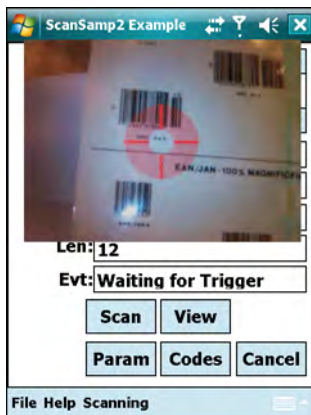 ScanSamp2 Example
EAN/JAN-100% MAGNIFICA
Len: 12
Evt: Waiting for Trigger
Scan View
Param Codes Cancel
File Help Scanning